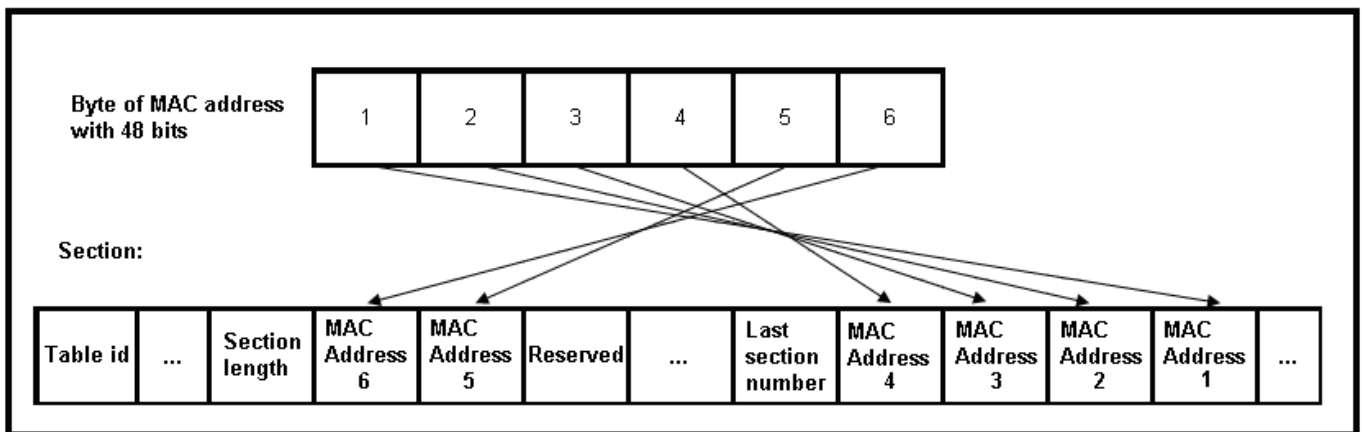 Byte of MAC address
with 48 bits
1 2 3 4 5 6
Section:
Table id
...
Section
length
MAC
Address
6
MAC
Address
5
Reserved
...
Last
section
number
MAC
Address
4
MAC
Address
3
MAC
Address
2
MAC
Address
1
...